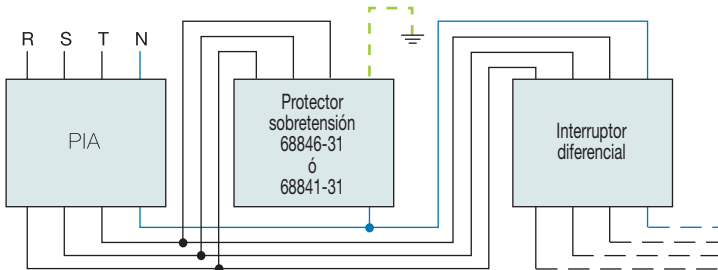 R S T N
PIA
Protector
sobretensión
68846-31
ó
68841-31
Interruptor
diferencial